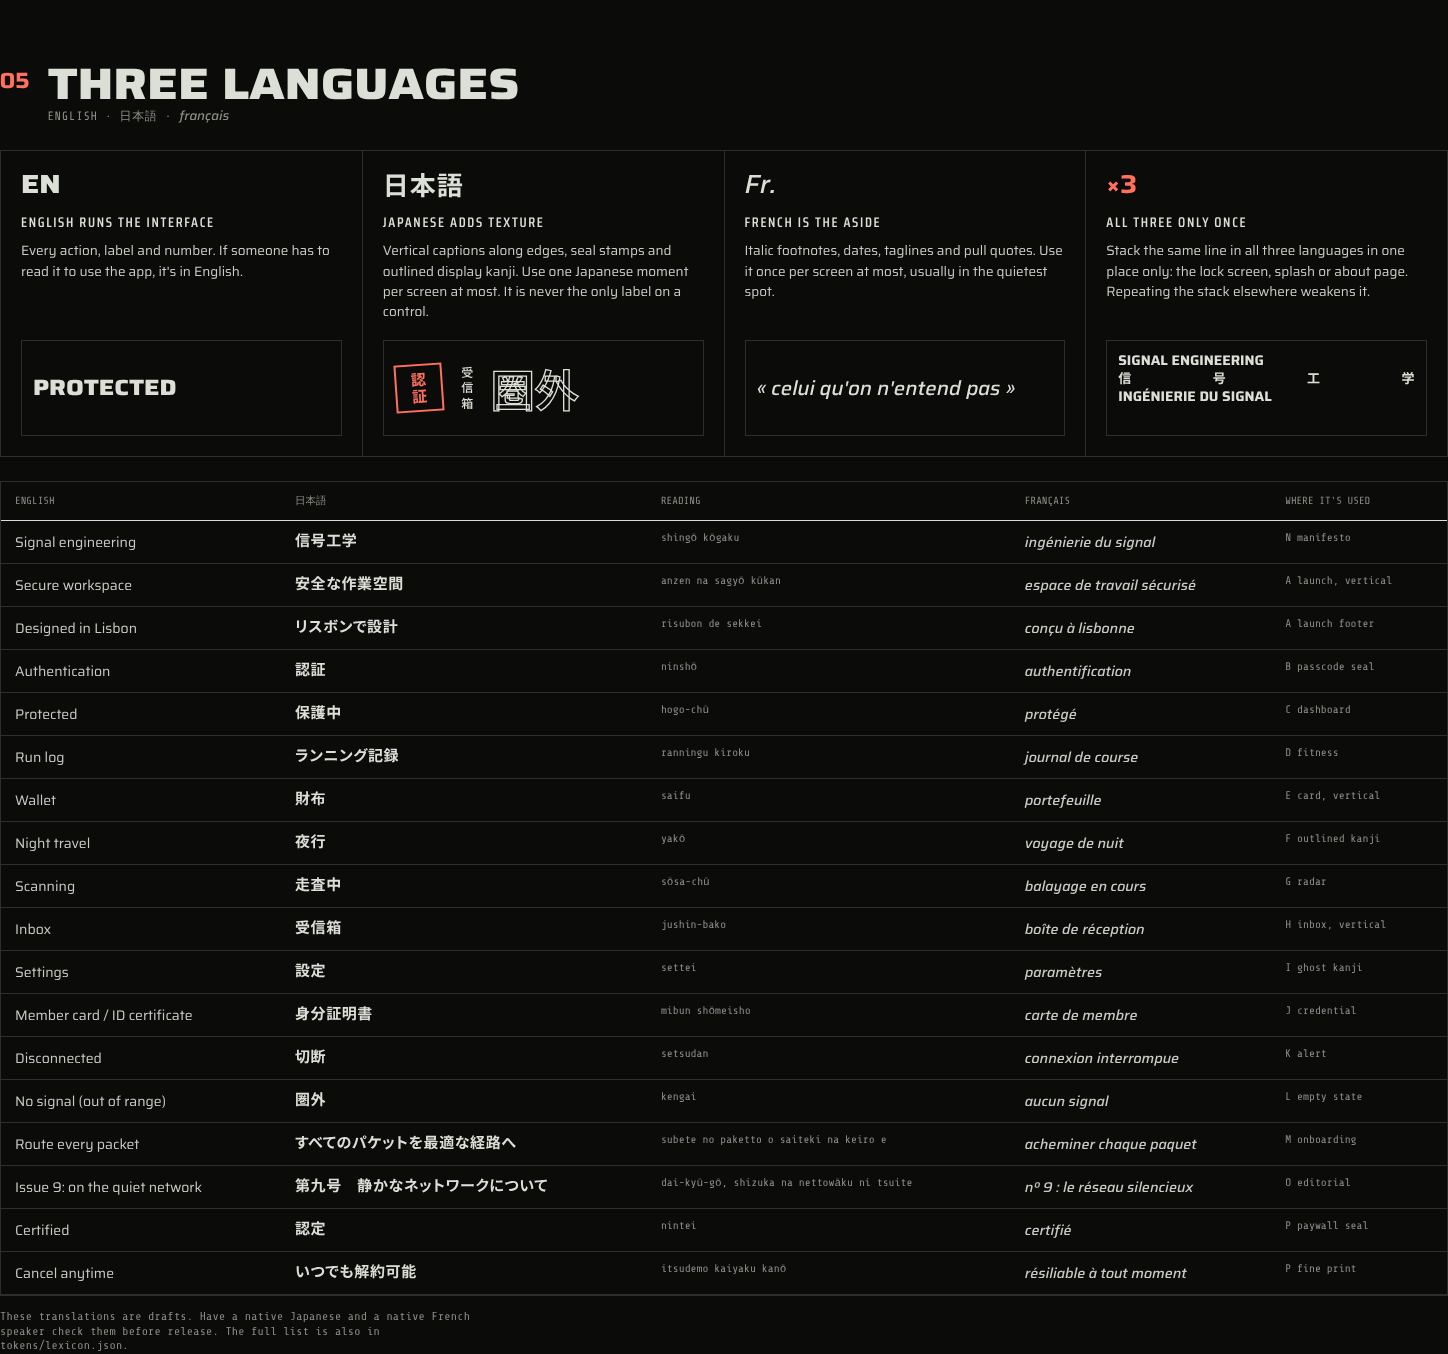 05 THREE LANGUAGES
ENGLISH · 日本語 · français
EN
ENGLISH RUNS THE INTERFACE
Every action, label and number. If someone has to
read it to use the app, it's in English.
PROTECTED
日本語
JAPANESE ADDS TEXTURE
Vertical captions along edges, seal stamps and
outlined display kanji. Use one Japanese moment
per screen at most. It is never the only label on a
control.
認証
受信箱
圏外
Fr.
FRENCH IS THE ASIDE
Italic footnotes, dates, taglines and pull quotes. Use
it once per screen at most, usually in the quietest
spot.
« celui qu'on n'entend pas »
×3
ALL THREE ONLY ONCE
Stack the same line in all three languages in one
place only: the lock screen, splash or about page.
Repeating the stack elsewhere weakens it.
SIGNAL ENGINEERING
信 号 工 学
INGÉNIERIE DU SIGNAL
ENGLISH 日本語 READING FRANÇAIS WHERE IT'S USED
Signal engineering 信号工学 shingō kōgaku ingénierie du signal N manifesto
Secure workspace 安全な作業空間 anzen na sagyō kūkan espace de travail sécurisé A launch, vertical
Designed in Lisbon リスボンで設計 risubon de sekkei conçu à lisbonne A launch footer
Authentication 認証 ninshō authentification B passcode seal
Protected 保護中 hogo-chū protégé C dashboard
Run log ランニング記録 ranningu kiroku journal de course D fitness
Wallet 財布 saifu portefeuille E card, vertical
Night travel 夜行 yakō voyage de nuit F outlined kanji
Scanning 走査中 sōsa-chū balayage en cours G radar
Inbox 受信箱 jushin-bako boîte de réception H inbox, vertical
Settings 設定 settei paramètres I ghost kanji
Member card / ID certificate 身分証明書 mibun shōmeisho carte de membre J credential
Disconnected 切断 setsudan connexion interrompue K alert
No signal (out of range) 圏外 kengai aucun signal L empty state
Route every packet すべてのパケットを最適な経路へ subete no paketto o saiteki na keiro e acheminer chaque paquet M onboarding
Issue 9: on the quiet network 第九号　静かなネットワークについて dai-kyū-gō, shizuka na nettowāku ni tsuite nº 9 : le réseau silencieux O editorial
Certified 認定 nintei certifié P paywall seal
Cancel anytime いつでも解約可能 itsudemo kaiyaku kanō résiliable à tout moment P fine print
These translations are drafts. Have a native Japanese and a native French
speaker check them before release. The full list is also in
tokens/lexicon.json.